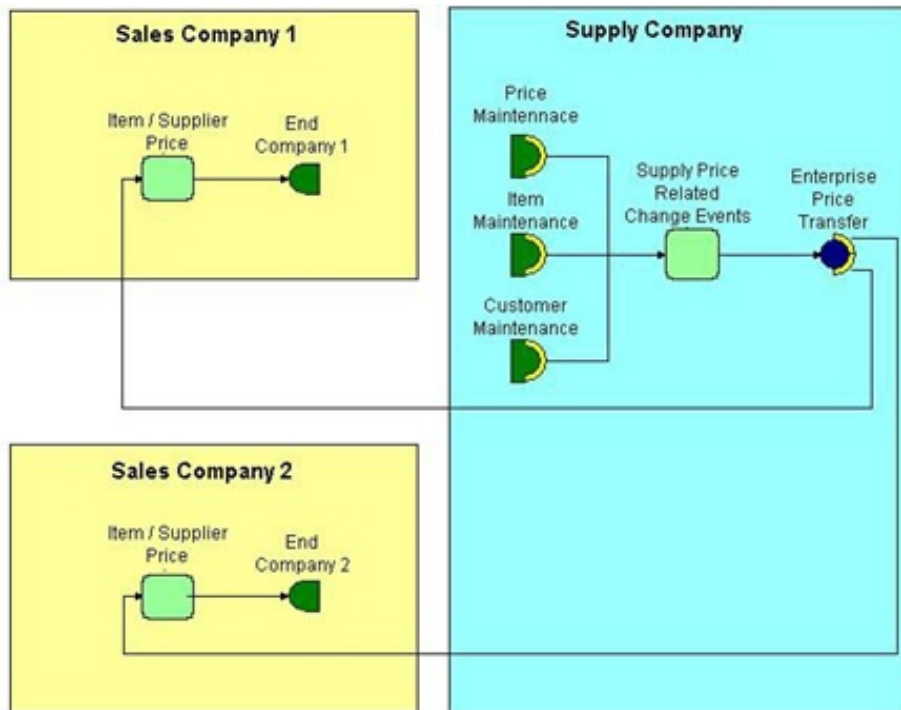 Sales Company 1
Item / Supplier
Price
End
Company 1
Supply Company
Price
Maintennace
Item
Maintenance
Customer
Maintenance
Supply Price
Related
Change Events
Enterprise
Price
Transfer
Sales Company 2
Item / Supplier
Price
End
Company 2